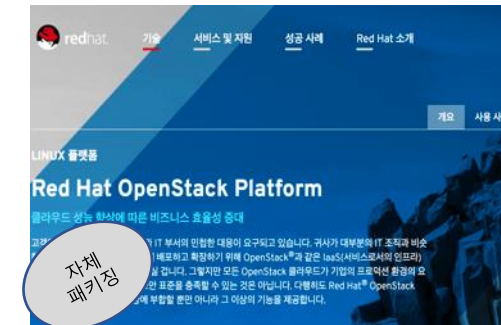 redhat.
기술
서비스 및 지원
성공 사례
Red Hat 소개
개요
사용 사
LINUX 플랫폼
Red Hat OpenStack Platform
클라우드 성능 향상에 따른 비즈니스 효율성 증대
IT 부서의 민첩한 대응이 요구되고 있습니다. 귀사가 대부분의 IT 조직과 비슷
배포하고 확장하기 위해 OpenStack®과 같은 IaaS(서비스로서의 인프라)
실 겁니다. 그렇지만 모든 OpenStack 클라우드가 기업의 프로덕션 환경의 요
표준을 충족할 수 있는 것은 아닙니다. 다행히도 Red Hat® OpenStack
부합할 뿐만 아니라 그 이상의 기능을 제공합니다.
자체
패키징